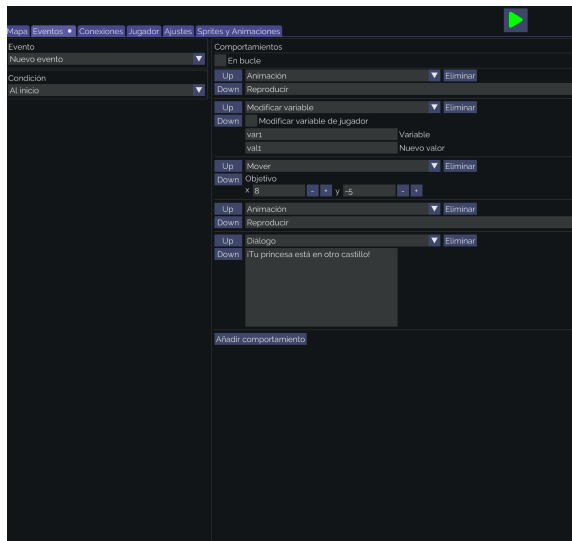 Mapa Eventos Conexiones Jugador Ajustes Sprites y Animaciones
Evento
Nuevo evento
Condición
Al inicio
Comportamientos
En bucle
Up Animación Eliminar
Down Reproducir
Up Modificar variable Eliminar
Down Modificar variable de jugador
var1 Variable
val1 Nuevo valor
Up Mover Eliminar
Down Objetivo
x 8 - + y -5 - +
Up Animación Eliminar
Down Reproducir
Up Diálogo Eliminar
Down ¡Tu princesa está en otro castillo!
Añadir comportamiento